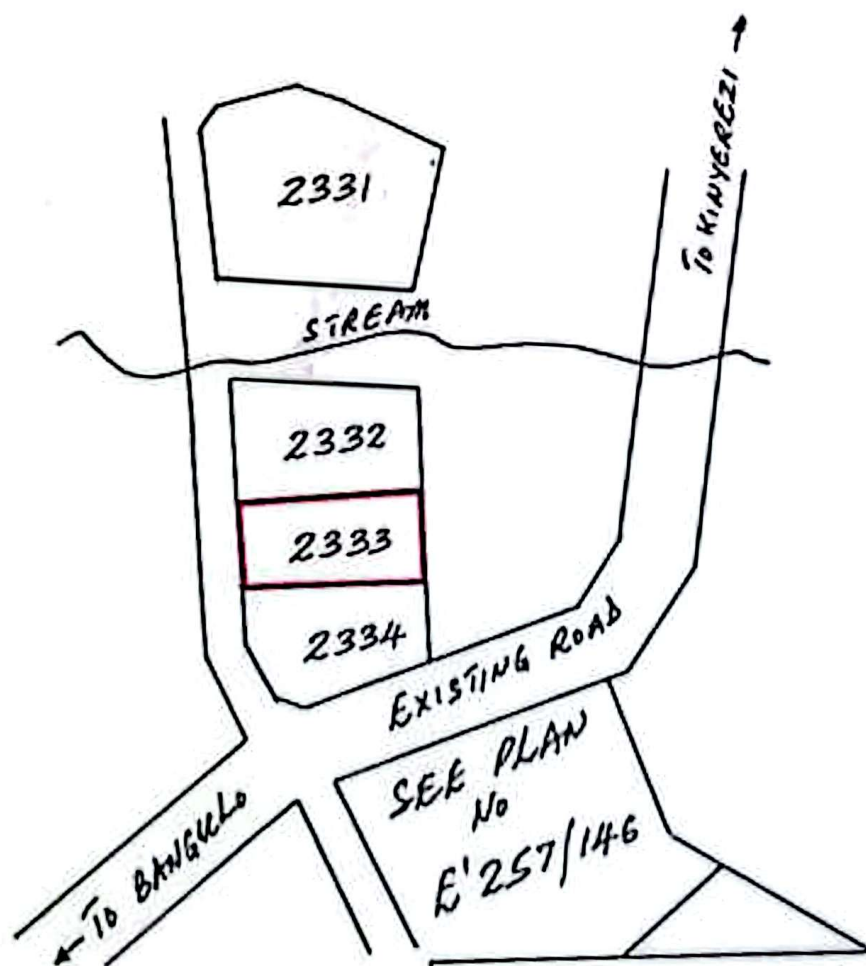 TO KINYEREZI
2331
STREAM
2332
2333
2334
EXISTING ROAD
SEE PLAN
No
E'257/146
TO BANGULO